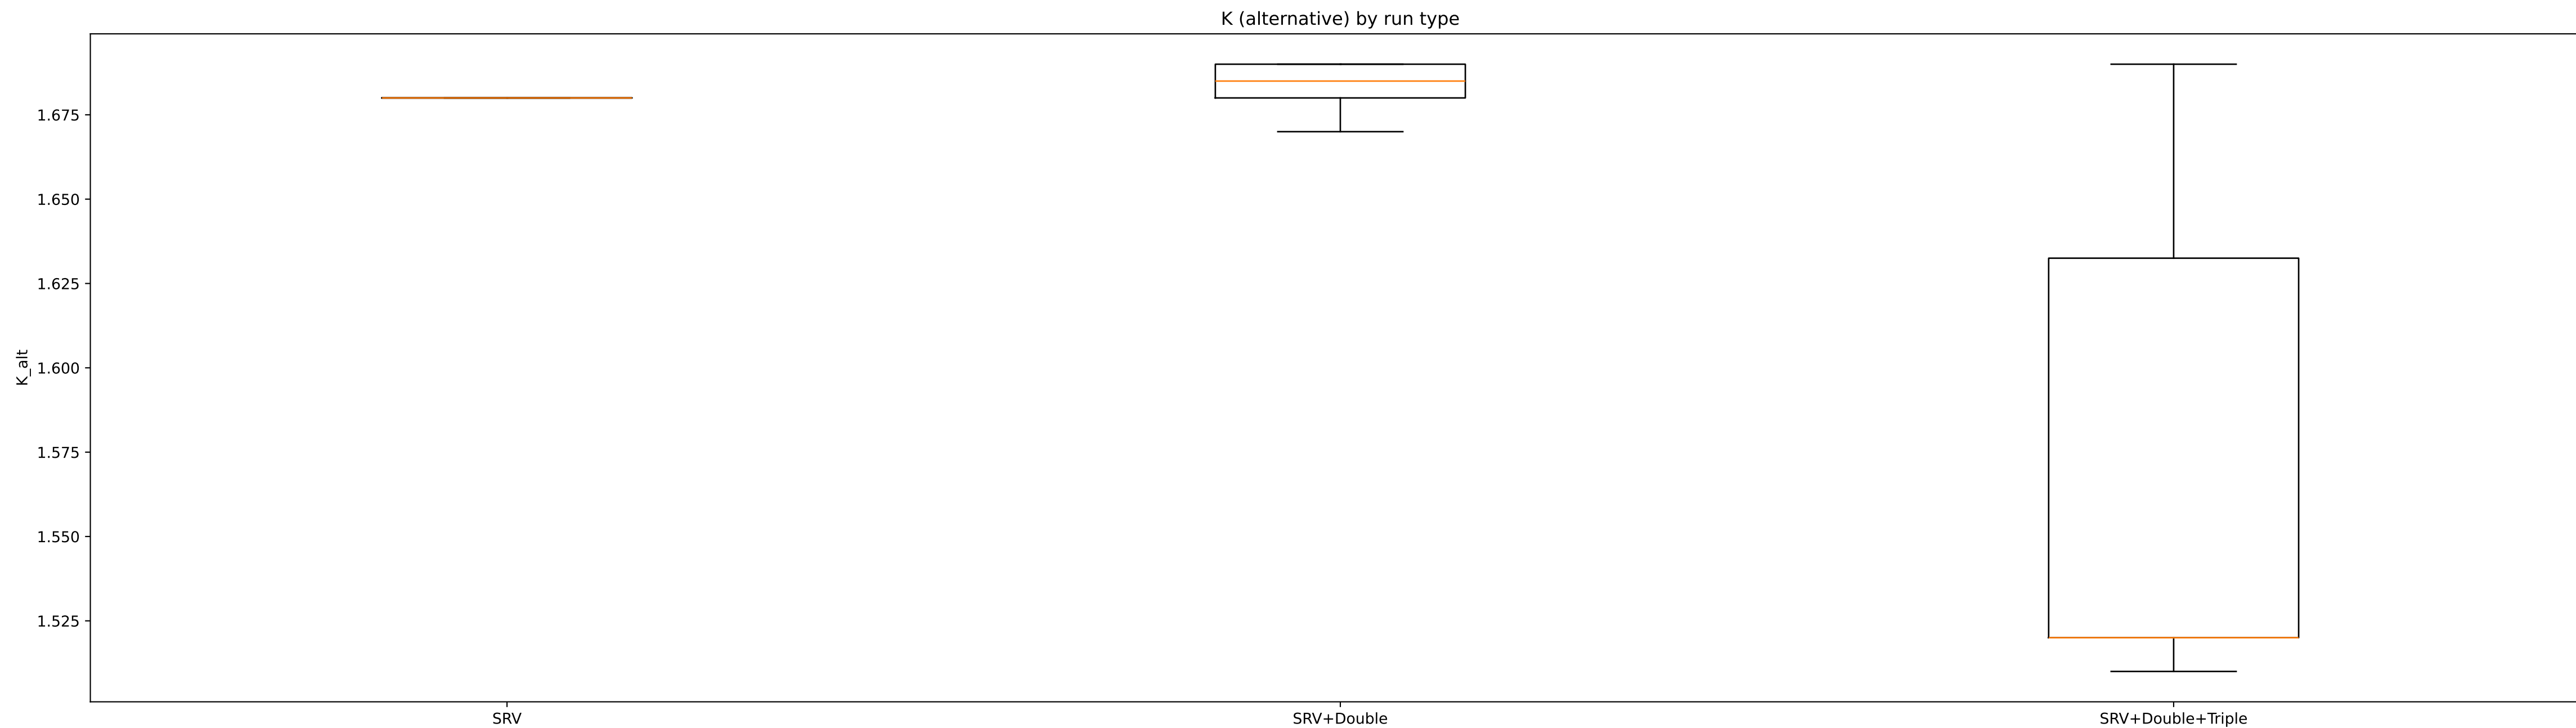 K (alternative) by run type
K_alt
1.675
1.650
1.625
1.600
1.575
1.550
1.525
SRV
SRV+Double
SRV+Double+Triple